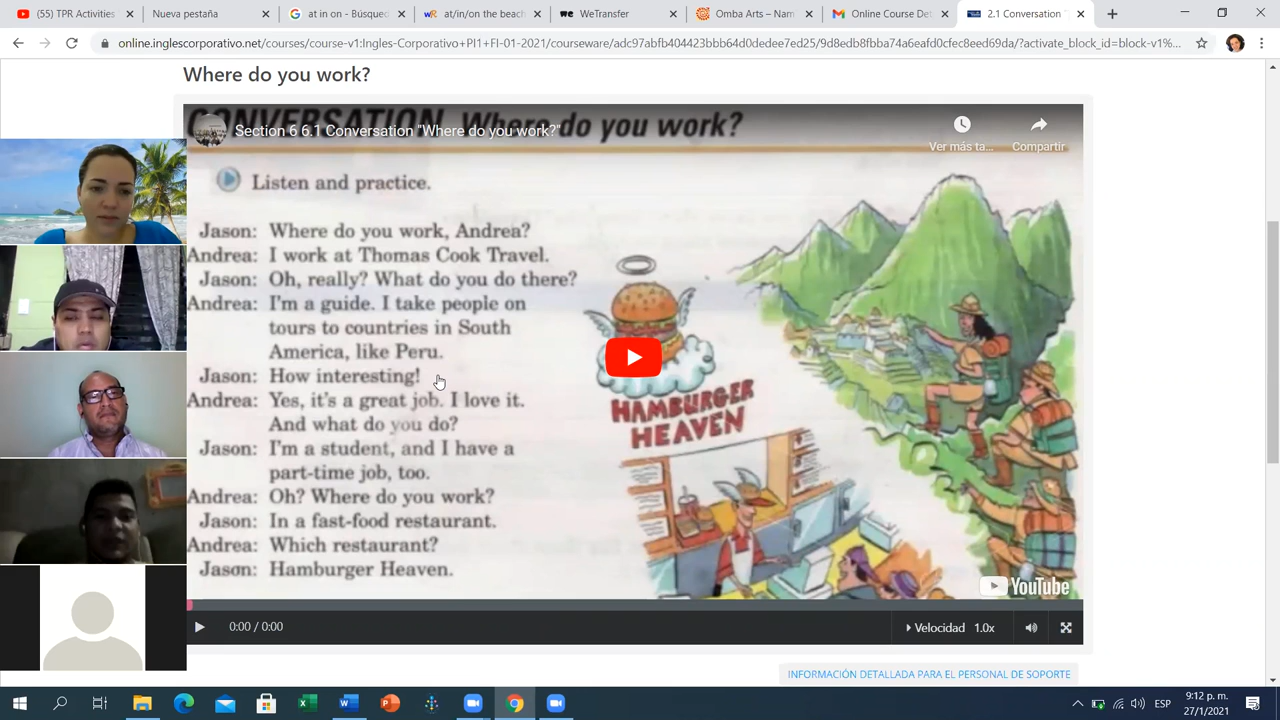 (55) TPR Activities
Nueva pestaña
at in on - Búsque
at/in/on the beach
WeTransfer
Omba Arts – Nam
Online Course Det
2.1 Conversation "
online.inglescorporativo.net/courses/course-v1:Ingles-Corporativo+PI1+FI-01-2021/courseware/adc97abfb404423bbb64d0dedee7ed25/9d8edb8fbba74a6eafd0cfec8eed69da/?activate_block_id=block-v1%...
Where do you work?
CONVERSATION Where do you work?
Section 6 6.1 Conversation "Where do you work?"
Ver más ta...
Compartir
Listen and practice.
Jason: Where do you work, Andrea?
Andrea: I work at Thomas Cook Travel.
Jason: Oh, really? What do you do there?
Andrea: I'm a guide. I take people on
tours to countries in South
America, like Peru.
Jason: How interesting!
Andrea: Yes, it's a great job. I love it.
And what do you do?
Jason: I'm a student, and I have a
part-time job, too.
Andrea: Oh? Where do you work?
Jason: In a fast-food restaurant.
Andrea: Which restaurant?
Jason: Hamburger Heaven.
HAMBURGER
HEAVEN
YouTube
0:00 / 0:00
Velocidad 1.0x
INFORMACIÓN DETALLADA PARA EL PERSONAL DE SOPORTE
ESP
9:12 p. m.
27/1/2021